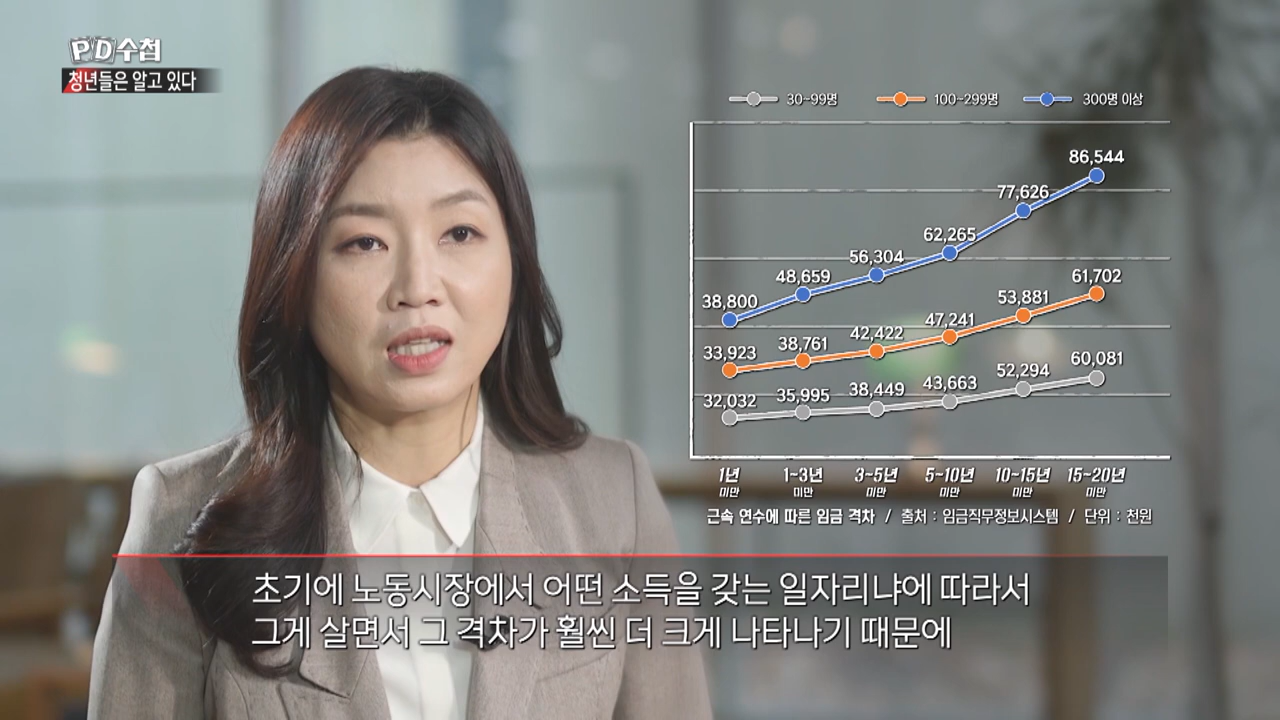 PD수첩
청년들은 알고 있다
30~99명 100~299명 300명 이상
86,544
77,626
62,265
56,304
48,659
38,800
61,702
53,881
47,241
42,422
38,761
33,923
60,081
52,294
43,663
38,449
35,995
32,032
1년 1~3년 3~5년 5~10년 10~15년 15~20년
미만 미만 미만 미만 미만 미만
근속 연수에 따른 임금 격차 / 출처 : 임금직무정보시스템 / 단위 : 천원
초기에 노동시장에서 어떤 소득을 갖는 일자리냐에 따라서
그게 살면서 그 격차가 훨씬 더 크게 나타나기 때문에